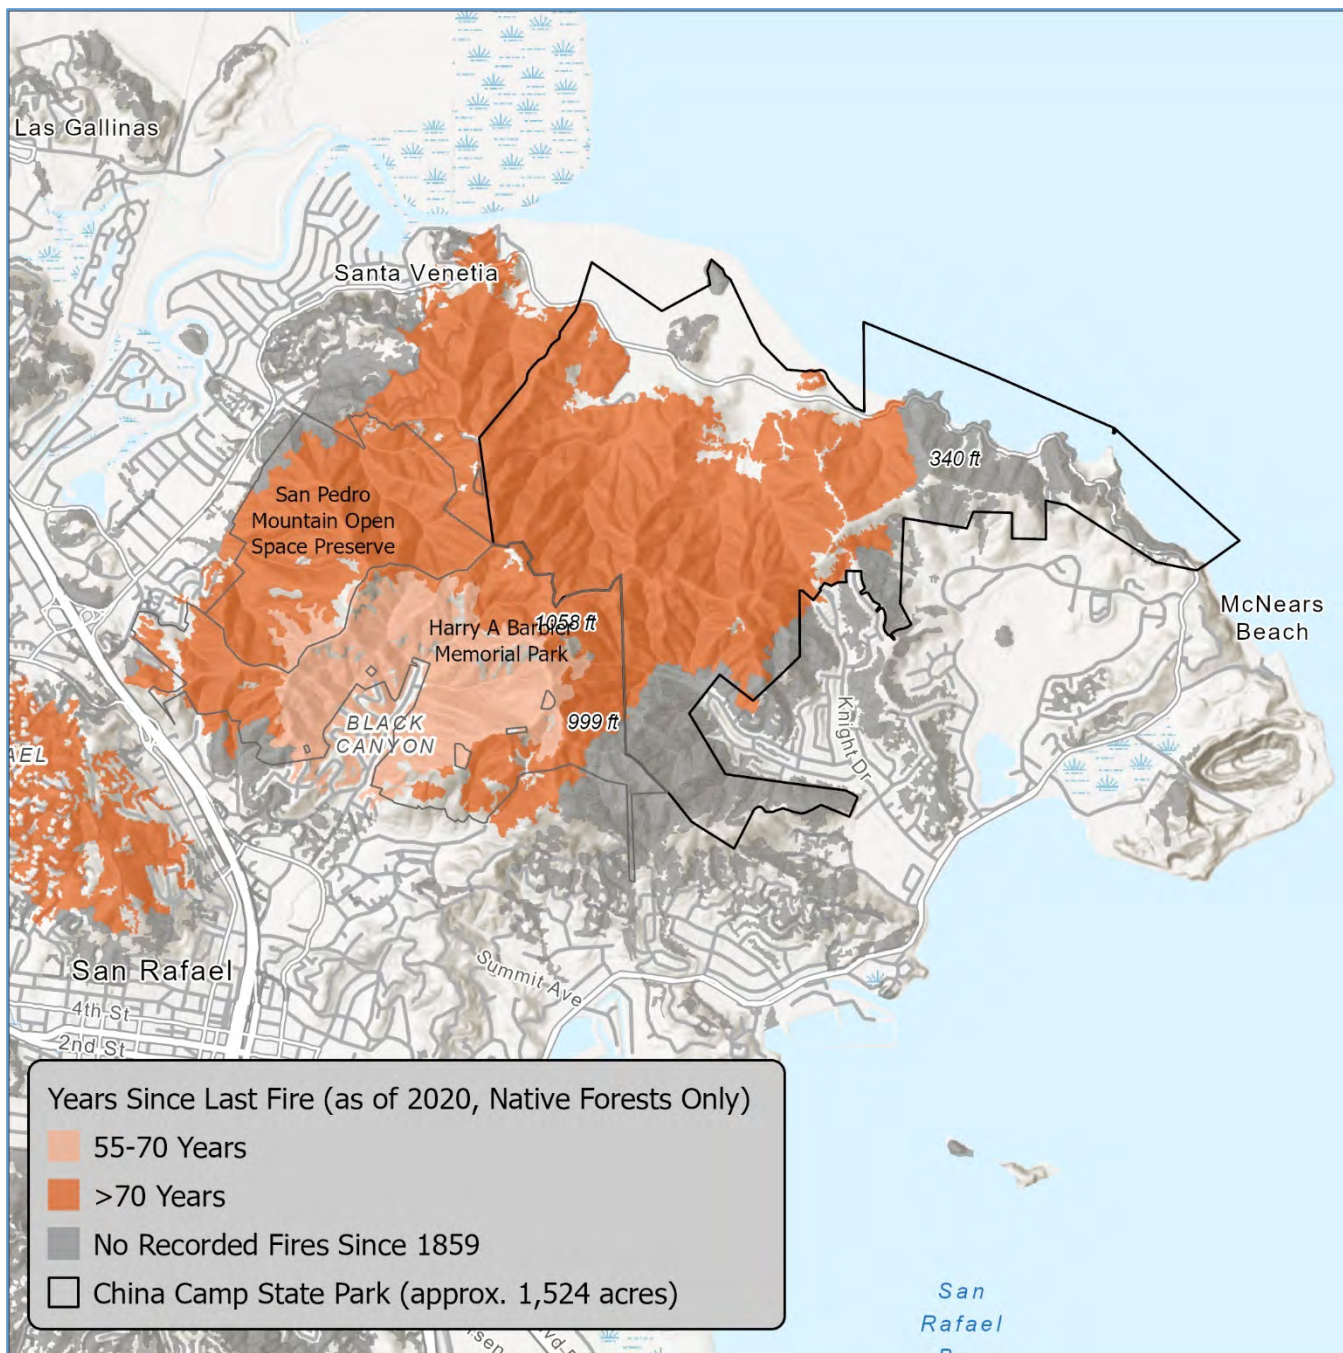 Las Gallinas
Santa Venetia
340 ft
San Pedro
Mountain Open
Space Preserve
1058 ft
Harry A Barbier
Memorial Park
McNears
Beach
999 ft
BLACK
CANYON
Knight Dr
AEL
San Rafael
Summit Ave
4th St
2nd St
Years Since Last Fire (as of 2020, Native Forests Only)
55-70 Years
>70 Years
No Recorded Fires Since 1859
China Camp State Park (approx. 1,524 acres)
San
Rafael